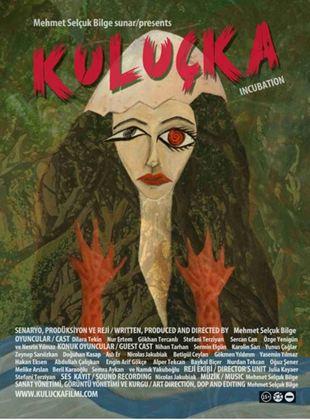 Mehmet Selçuk Bilge sunar/presents
KULUÇKA
INCUBATION
SENARYO, PRODÜKSİYON VE REJİ / WRITTEN, PRODUCED AND DIRECTED BY Mehmet Selçuk Bilge
OYUNCULAR / CAST Dilara Tekin Nur Ertem Gökhan Tercanlı Stefani Terziyan Sercan Can Özge Yenigün
ve Nesrin Yılmaz KONUK OYUNCULAR / GUEST CAST Nihan Tarhan Sermin Elgan Karolin Sarı Yunus Çağlar
Zeynep Sarıözkan Doğuhan Kasap Aslı Er Nicolas Jakubiak Betigül Ceylan Gökmen Yıldırım Yasemin Yılmaz
Hakan Eksen Abdullah Çalışkan Engin Arif Gökçe Alper Tekcan Baykal Biçer Nurdan Tekcan Oğuz Şener
Melike Arslan Beril Karaoğlu Semra Apkan ve Namık Yakuboğlu REJİ EKİBİ / DIRECTOR'S UNIT Julia Kayser
Stefani Terziyan SES KAYIT / SOUND RECORDING Nicolas Jakubiak MÜZİK / MUSIC Mehmet Selçuk Bilge
SANAT YÖNETİMİ, GÖRÜNTÜ YÖNETİMİ VE KURGU / ART DIRECTION, DOP AND EDITING Mehmet Selçuk Bilge
WWW.KULUCKAFILMI.COM